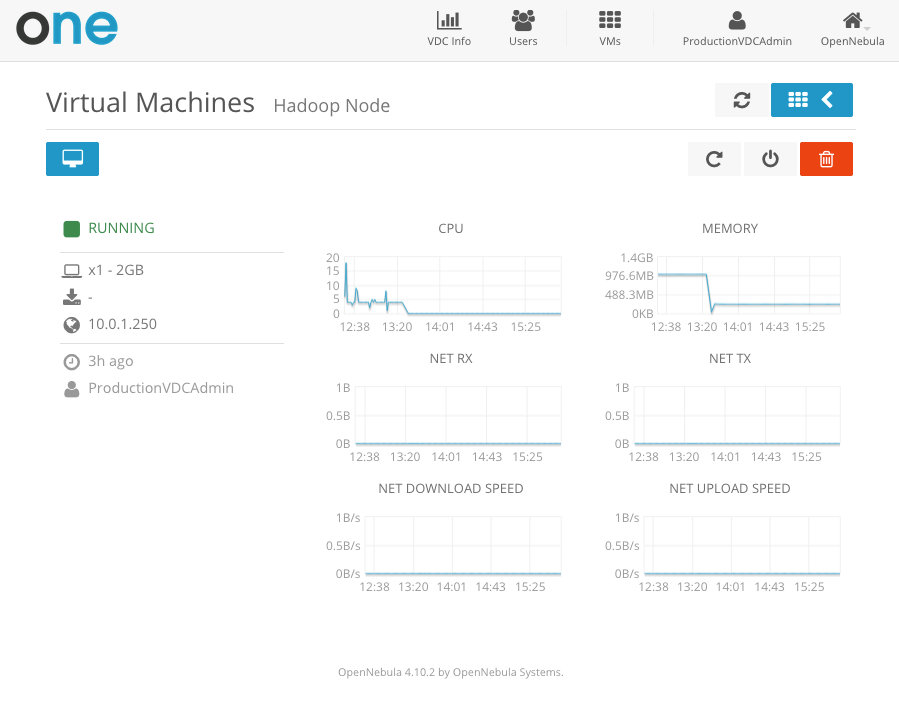 one
VDC Info
Users
VMs
ProductionVDCAdmin
OpenNebula
Virtual Machines Hadoop Node
RUNNING
x1 - 2GB
-
10.0.1.250
3h ago
ProductionVDCAdmin
CPU
20
15
10
5
0
12:38 13:20 14:01 14:43 15:25
MEMORY
1.4GB
976.6MB
488.3MB
0KB
12:38 13:20 14:01 14:43 15:25
NET RX
1B
0.5B
0B
12:38 13:20 14:01 14:43 15:25
NET TX
1B
0.5B
0B
12:38 13:20 14:01 14:43 15:25
NET DOWNLOAD SPEED
1B/s
0.5B/s
0B/s
12:38 13:20 14:01 14:43 15:25
NET UPLOAD SPEED
1B/s
0.5B/s
0B/s
12:38 13:20 14:01 14:43 15:25
OpenNebula 4.10.2 by OpenNebula Systems.